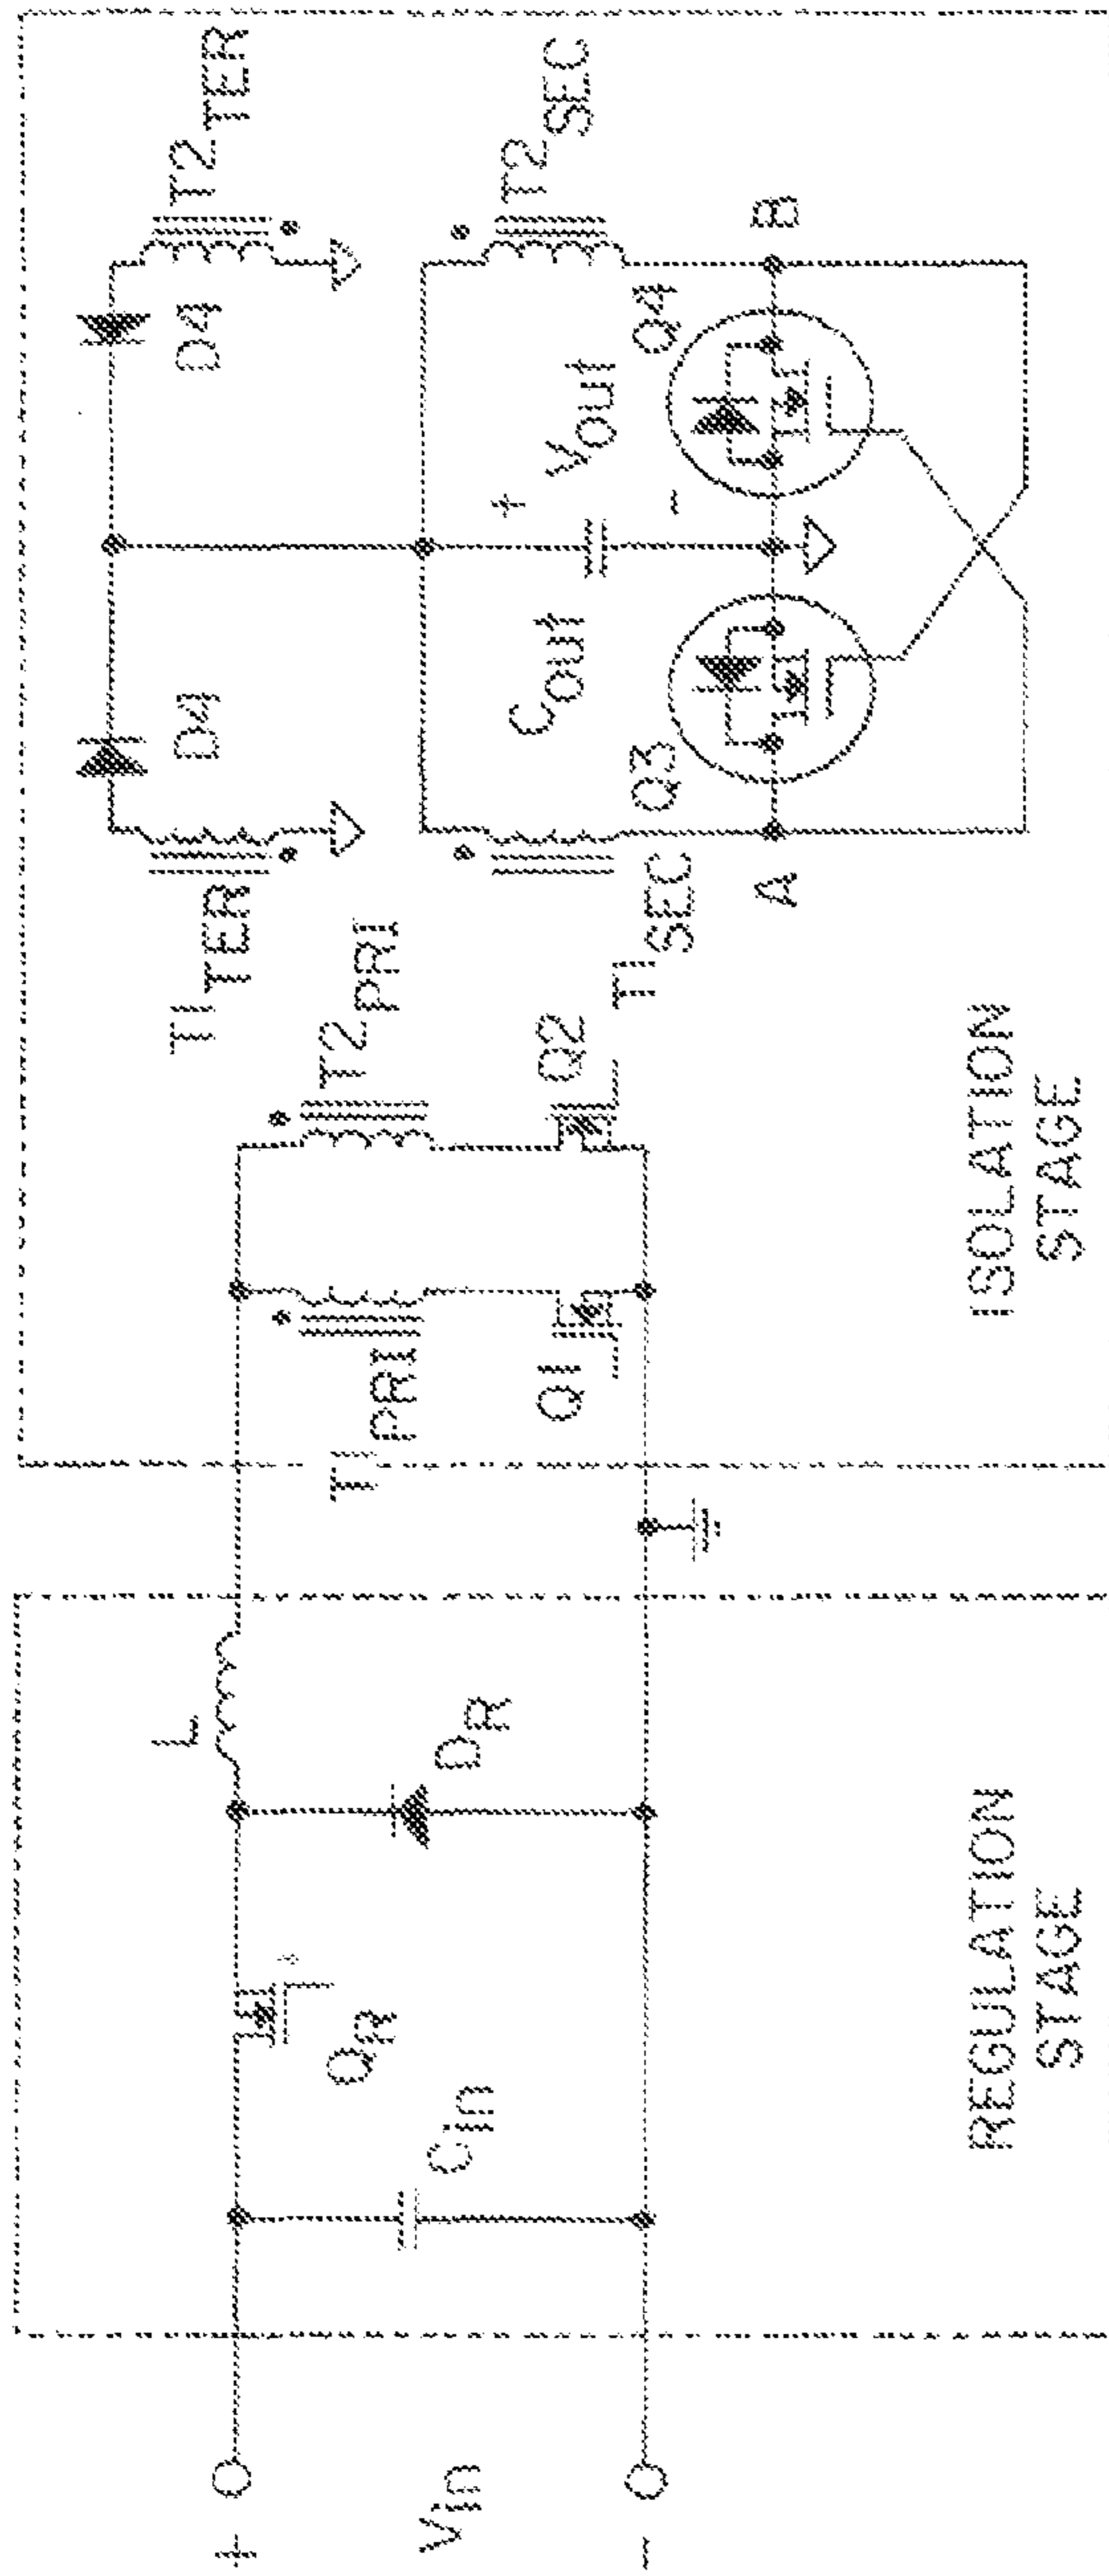 +
Vin
-
Cin
QR
L
DR
REGULATION
STAGE
T1PRI
T2PRI
Q1
Q2
T1TER
D4
D4
T2TER
T1SEC
T2SEC
Cout
+
Vout
-
Q3
Q4
A
B
ISOLATION
STAGE